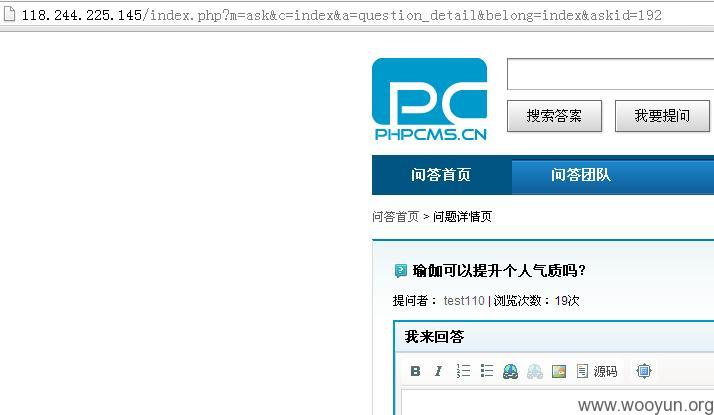 118.244.225.145/index.php?m=ask&c=index&a=question_detail&belong=index&askid=192
PC
PHPCMS.CN
搜索答案 我要提问
问答首页 问答团队
问答首页 > 问题详情页
瑜伽可以提升个人气质吗?
提问者： test110 | 浏览次数：19次
我来回答
B I 源码
www.wooyun.org